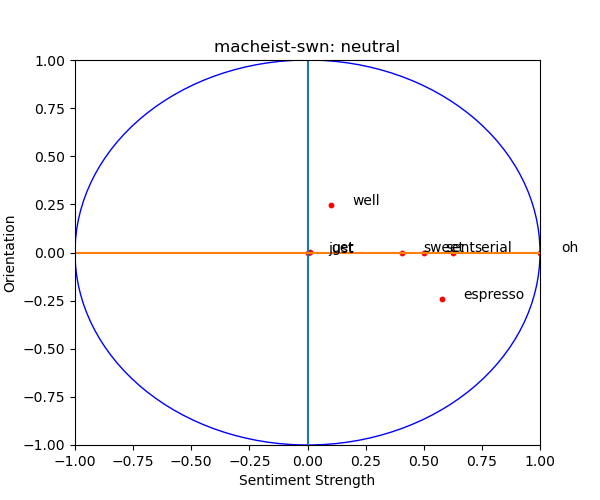 macheist-swn: neutral
1.00
0.75
0.50
0.25
0.00
−0.25
−0.50
−0.75
−1.00
Orientation
well
just
get
sweet
sent
serial
oh
espresso
−1.00 −0.75 −0.50 −0.25 0.00 0.25 0.50 0.75 1.00
Sentiment Strength